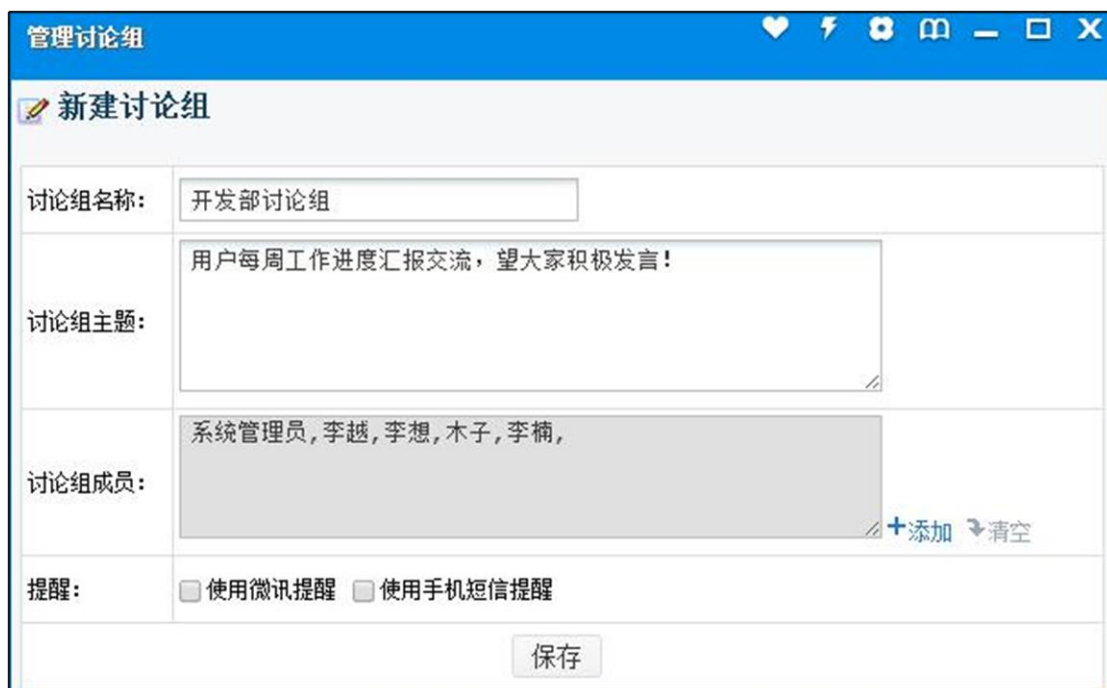 管理讨论组
新建讨论组
讨论组名称：
开发部讨论组
讨论组主题：
用户每周工作进度汇报交流，望大家积极发言！
讨论组成员：
系统管理员,李越,李想,木子,李楠,
添加 清空
提醒： 使用微讯提醒 使用手机短信提醒
保存